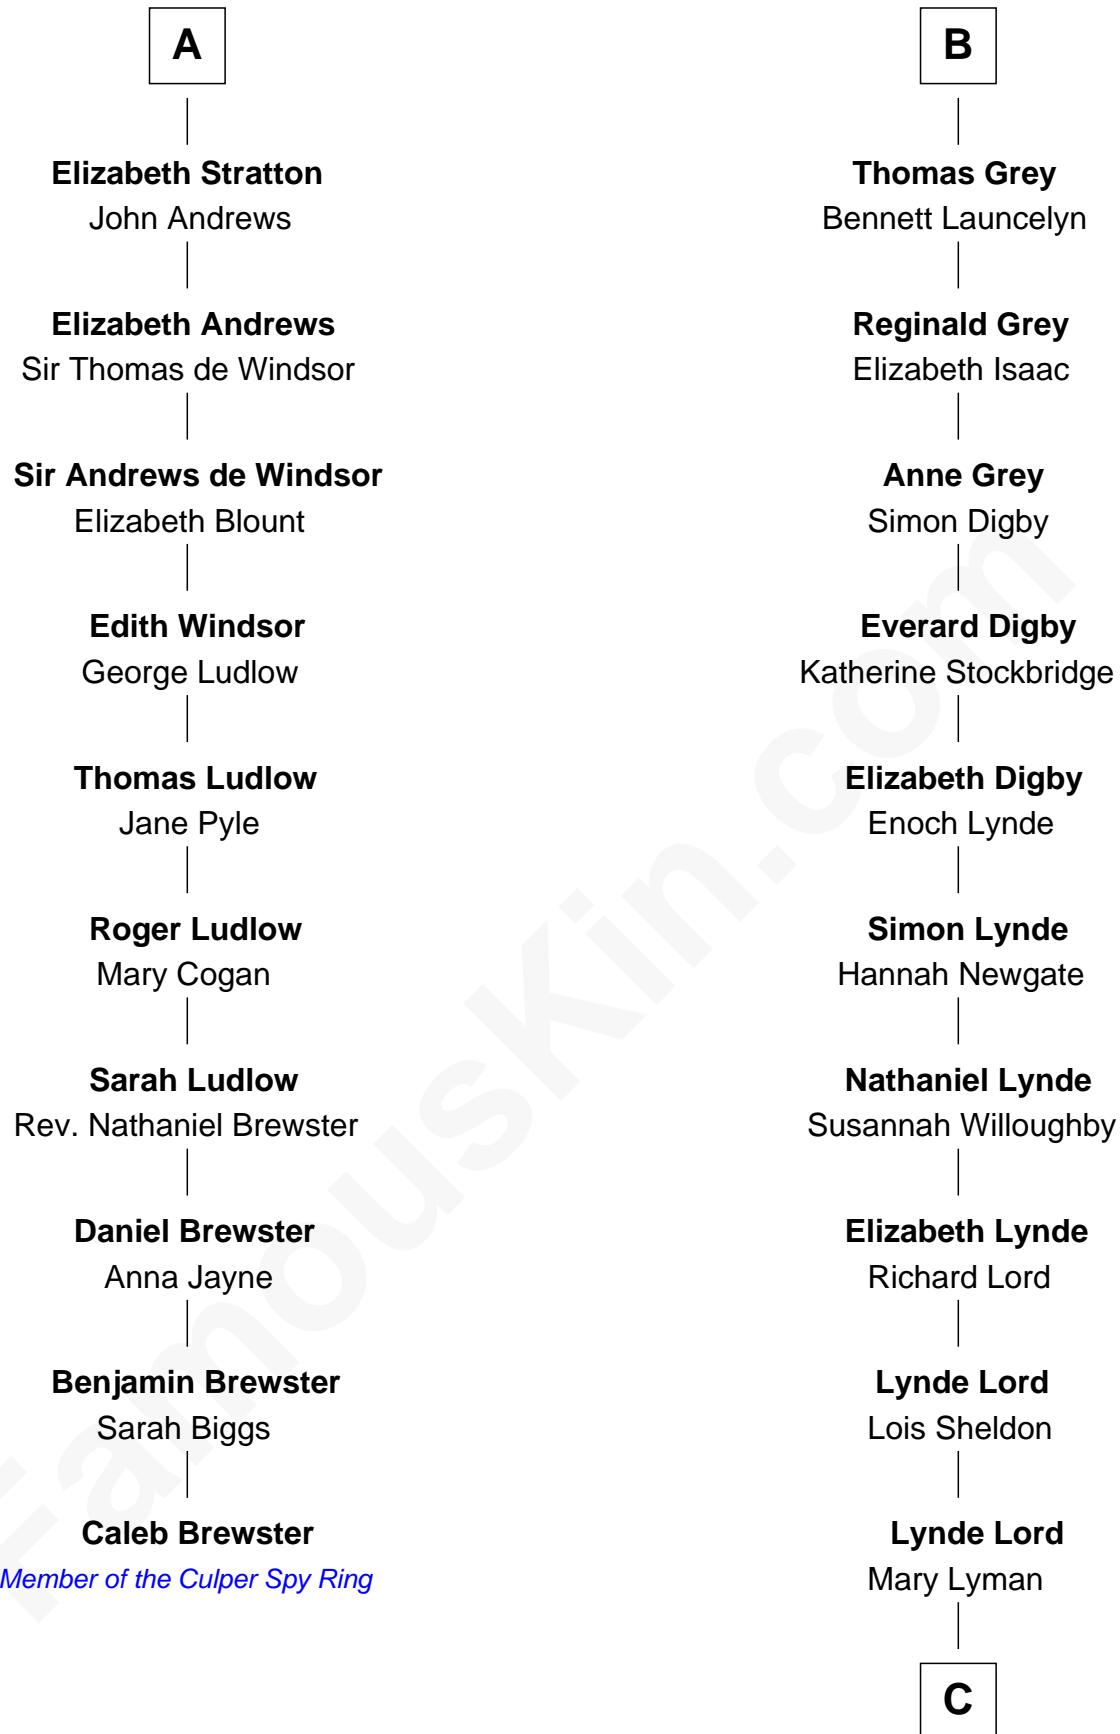 A
Elizabeth Stratton
John Andrews
Elizabeth Andrews
Sir Thomas de Windsor
Sir Andrews de Windsor
Elizabeth Blount
Edith Windsor
George Ludlow
Thomas Ludlow
Jane Pyle
Roger Ludlow
Mary Cogan
Sarah Ludlow
Rev. Nathaniel Brewster
Daniel Brewster
Anna Jayne
Benjamin Brewster
Sarah Biggs
Caleb Brewster
Member of the Culper Spy Ring
B
Thomas Grey
Bennett Launcelyn
Reginald Grey
Elizabeth Isaac
Anne Grey
Simon Digby
Everard Digby
Katherine Stockbridge
Elizabeth Digby
Enoch Lynde
Simon Lynde
Hannah Newgate
Nathaniel Lynde
Susannah Willoughby
Elizabeth Lynde
Richard Lord
Lynde Lord
Lois Sheldon
Lynde Lord
Mary Lyman
C
FamousKin.com